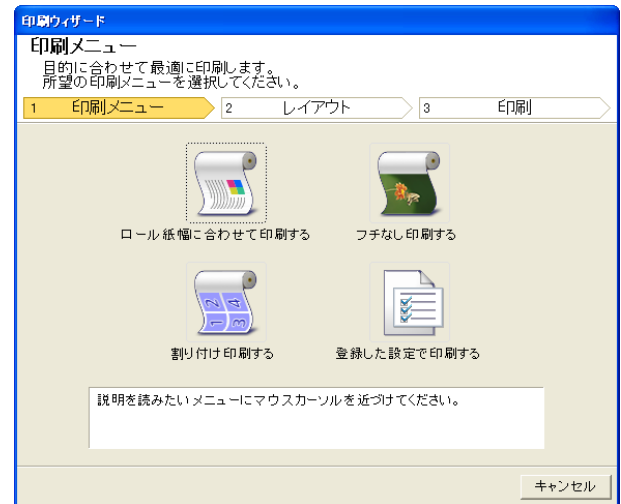 印刷ウィザード
印刷メニュー
目的に合わせて最適に印刷します。
所望の印刷メニューを選択してください。
1 印刷メニュー 2 レイアウト 3 印刷
ロール紙幅に合わせて印刷する フチなし印刷する
1 2 3 4
割り付け印刷する 登録した設定で印刷する
説明を読みたいメニューにマウスカーソルを近づけてください。
キャンセル